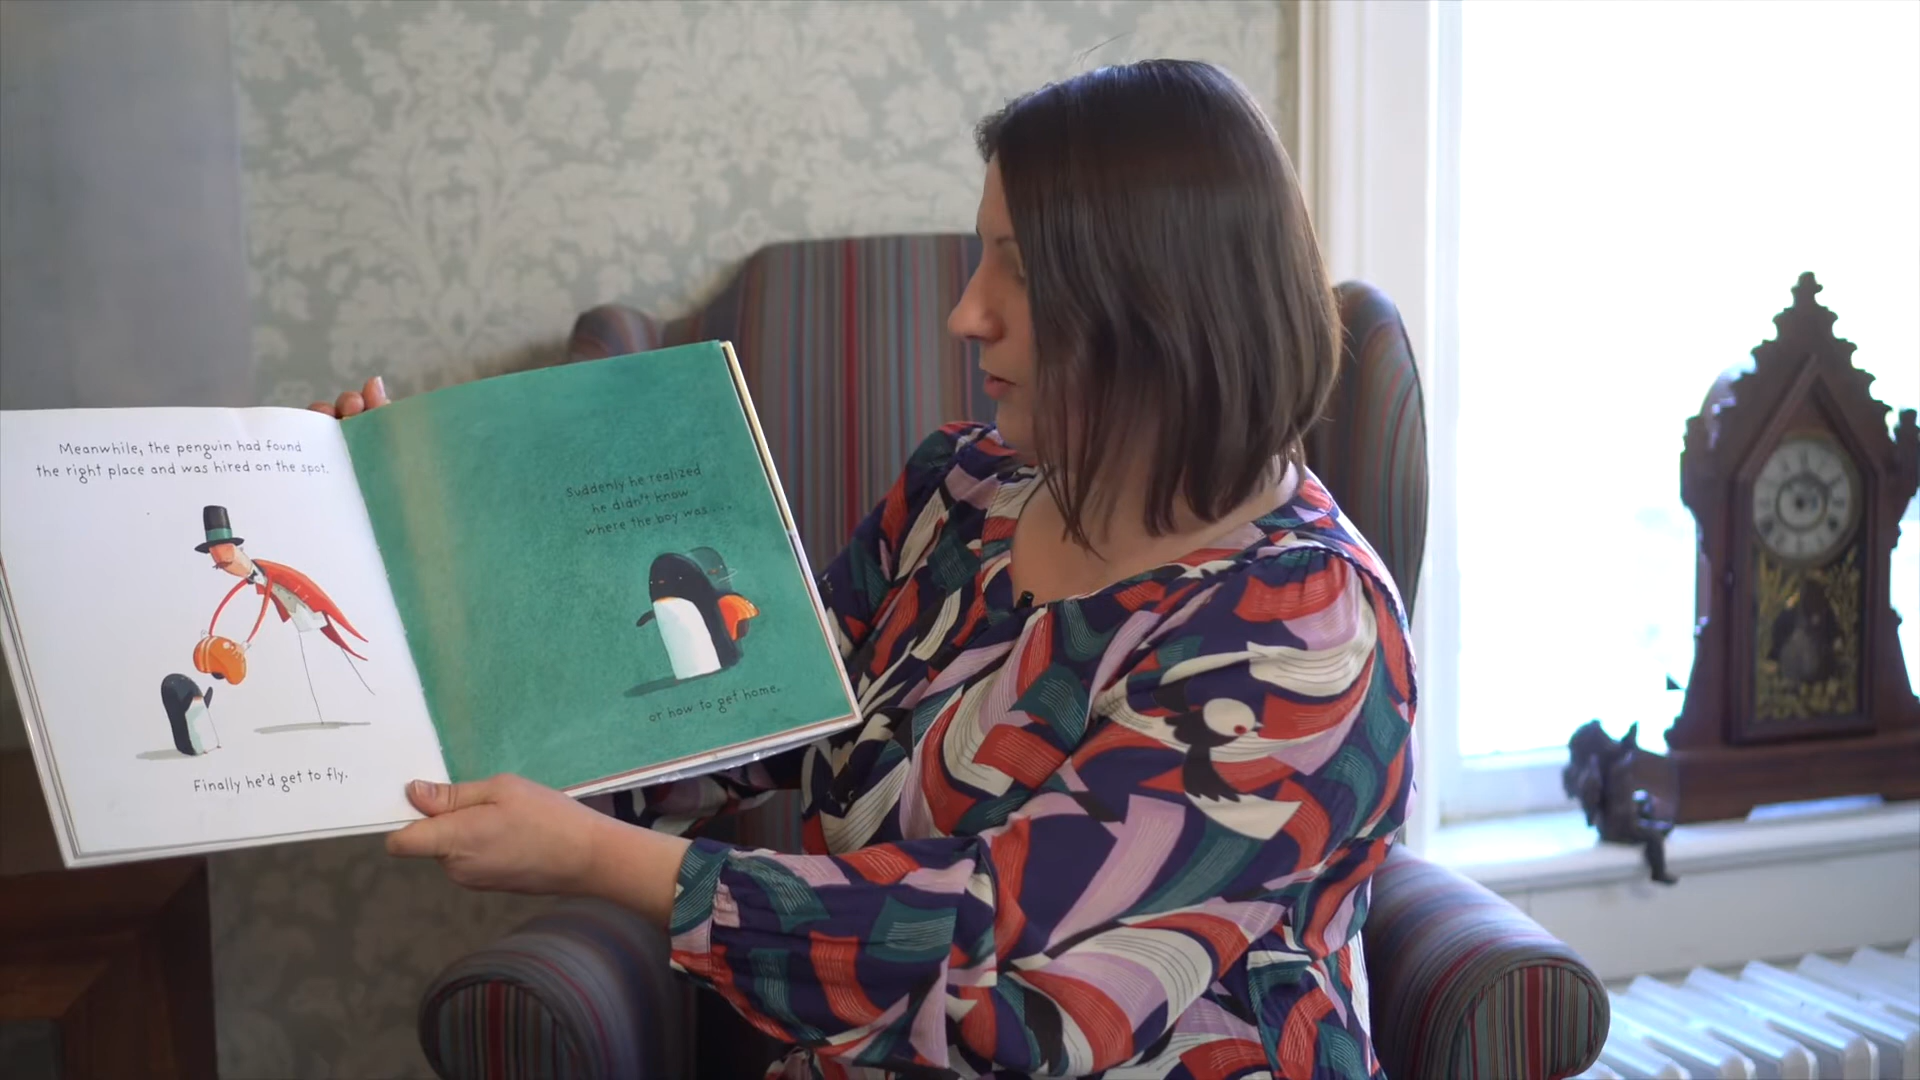 Meanwhile, the penguin had found
the right place and was hired on the spot.
Finally he'd get to fly.
Suddenly he realized
he didn't know
where the boy was...
or how to get home.